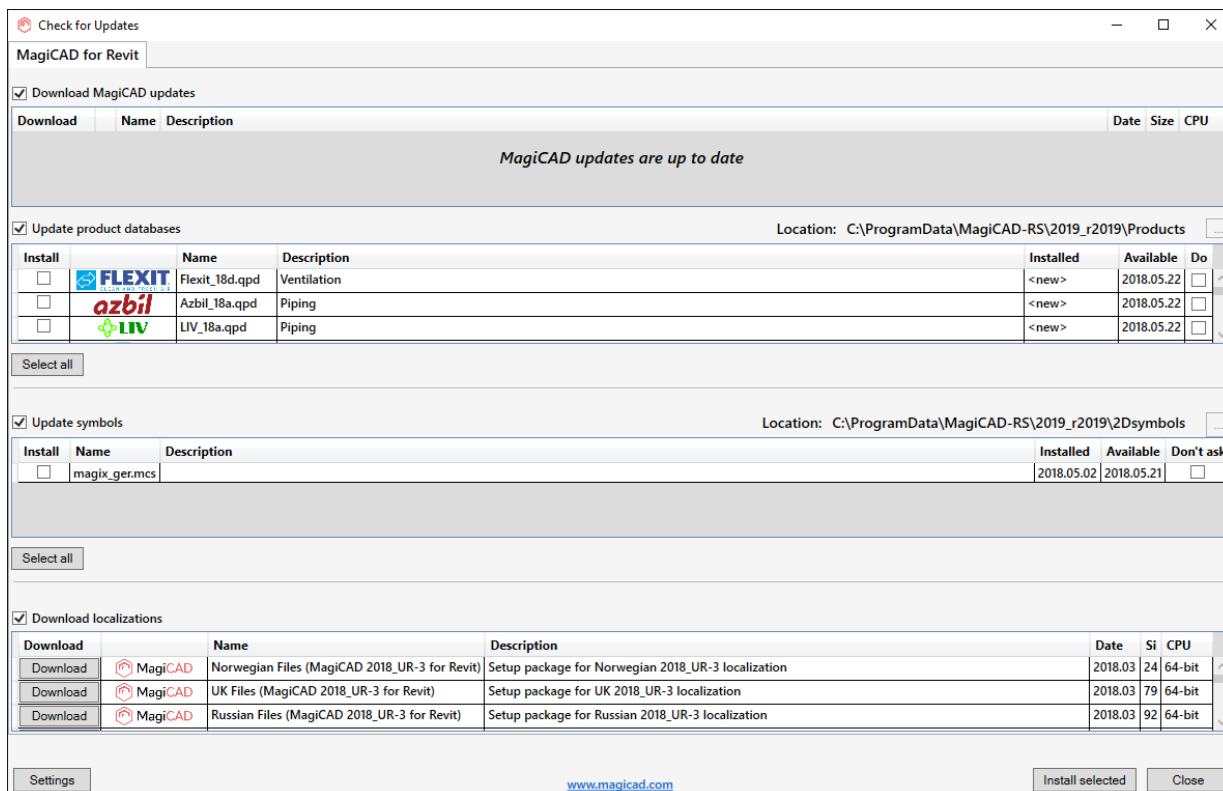 Check for Updates
MagiCAD for Revit
Download MagiCAD updates
Download Name Description Date Size CPU
MagiCAD updates are up to date
Update product databases Location: C:\ProgramData\MagiCAD-RS\2019_r2019\Products ...
Install Name Description Installed Available Do
FLEXIT Flexit_18d.qpd Ventilation <new> 2018.05.22
CLEAN AND FRESH AIR
azbil Azbil_18a.qpd Piping <new> 2018.05.22
LIV LIV_18a.qpd Piping <new> 2018.05.22
Select all
Update symbols Location: C:\ProgramData\MagiCAD-RS\2019_r2019\2Dsymbols ...
Install Name Description Installed Available Don't ask
magix_ger.mcs 2018.05.02 2018.05.21
Select all
Download localizations
Download Name Description Date Si CPU
Download MagiCAD Norwegian Files (MagiCAD 2018_UR-3 for Revit) Setup package for Norwegian 2018_UR-3 localization 2018.03 24 64-bit
Download MagiCAD UK Files (MagiCAD 2018_UR-3 for Revit) Setup package for UK 2018_UR-3 localization 2018.03 79 64-bit
Download MagiCAD Russian Files (MagiCAD 2018_UR-3 for Revit) Setup package for Russian 2018_UR-3 localization 2018.03 92 64-bit
Settings www.magicad.com Install selected Close